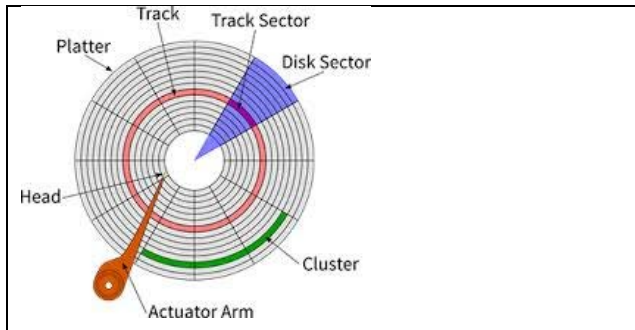 Track
Track Sector
Platter
Disk Sector
Head
Cluster
Actuator Arm